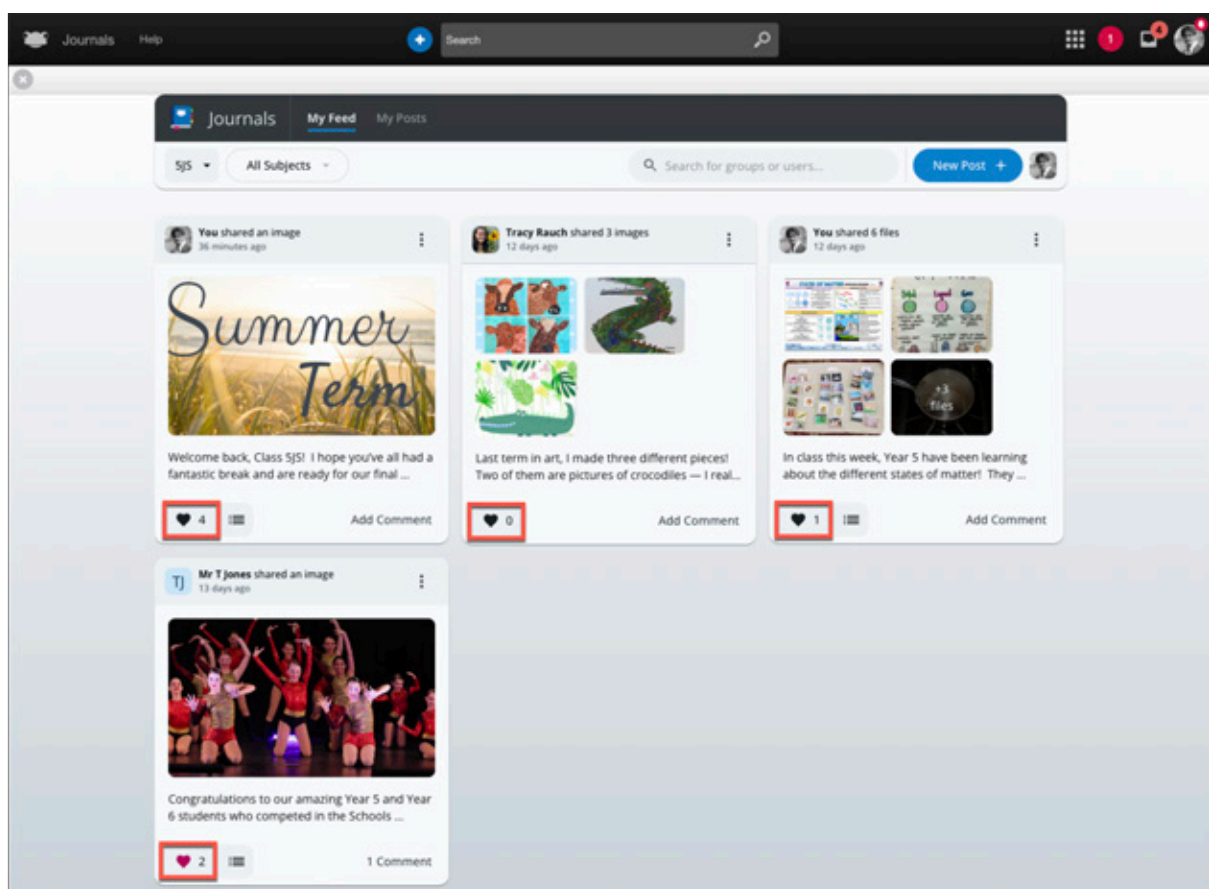 Journals Help Search 1 4
Journals My Feed My Posts
5JS All Subjects Search for groups or users... New Post +
You shared an image
36 minutes ago
Summer
Term
Welcome back, Class 5JS! I hope you've all had a
fantastic break and are ready for our final ...
4 Add Comment
Tracy Rauch shared 3 images
12 days ago
Last term in art, I made three different pieces!
Two of them are pictures of crocodiles — I real...
0 Add Comment
You shared 6 files
12 days ago
+3
files
In class this week, Year 5 have been learning
about the different states of matter! They ...
1 Add Comment
TJ Mr T Jones shared an image
13 days ago
Congratulations to our amazing Year 5 and Year
6 students who competed in the Schools ...
2 1 Comment